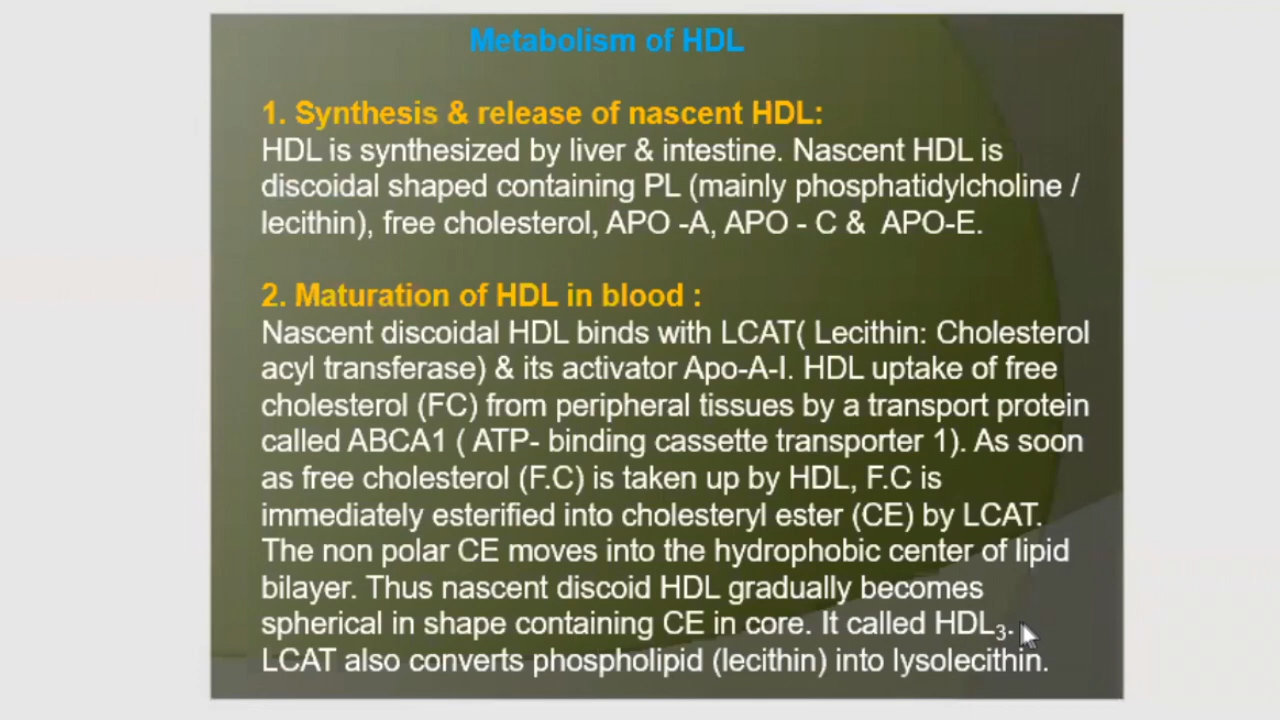 Metabolism of HDL
1. Synthesis & release of nascent HDL:
HDL is synthesized by liver & intestine. Nascent HDL is
discoidal shaped containing PL (mainly phosphatidylcholine /
lecithin), free cholesterol, APO -A, APO - C & APO-E.
2. Maturation of HDL in blood :
Nascent discoidal HDL binds with LCAT( Lecithin: Cholesterol
acyl transferase) & its activator Apo-A-I. HDL uptake of free
cholesterol (FC) from peripheral tissues by a transport protein
called ABCA1 ( ATP- binding cassette transporter 1). As soon
as free cholesterol (F.C) is taken up by HDL, F.C is
immediately esterified into cholesteryl ester (CE) by LCAT.
The non polar CE moves into the hydrophobic center of lipid
bilayer. Thus nascent discoid HDL gradually becomes
spherical in shape containing CE in core. It called HDL₃.
LCAT also converts phospholipid (lecithin) into lysolecithin.